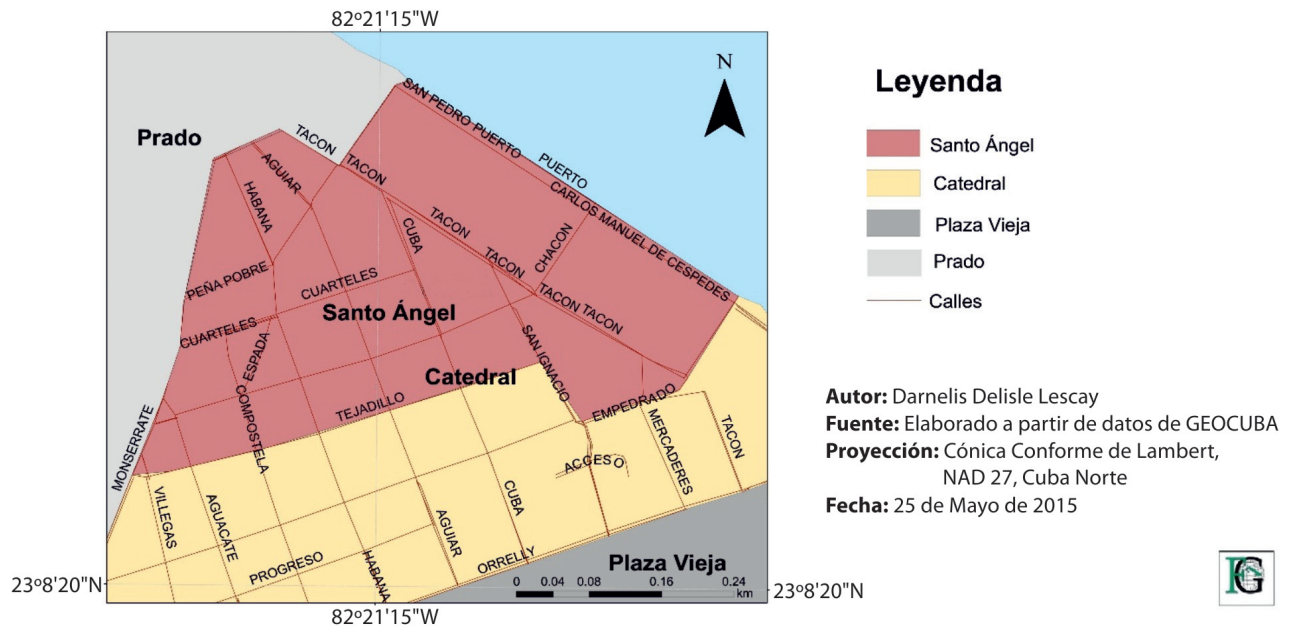 82º21'15"W
N
Prado
TACON
SAN PEDRO PUERTO
PUERTO
AGUIAR
TACON
HABANA
CARLOS MANUEL DE CESPEDES
TACON
CUBA
CHACON
TACON
PEÑA POBRE
CUARTELES
TACON TACON
Santo Ángel
CUARTELES
ESPADA
SAN IGNACIO
Catedral
COMPOSTELA
TEJADILLO
EMPEDRADO
MONSERRATE
MERCADERES
TACON
ACCESO
VILLEGAS
AGUACATE
CUBA
AGUIAR
PROGRESO
HABANA
ORRELLY
Plaza Vieja
0 0.04 0.08 0.16 0.24
km
23º8'20"N
23º8'20"N
82º21'15"W
Leyenda
Santo Ángel
Catedral
Plaza Vieja
Prado
Calles
Autor: Darnelis Delisle Lescay
Fuente: Elaborado a partir de datos de GEOCUBA
Proyección: Cónica Conforme de Lambert,
NAD 27, Cuba Norte
Fecha: 25 de Mayo de 2015
FG